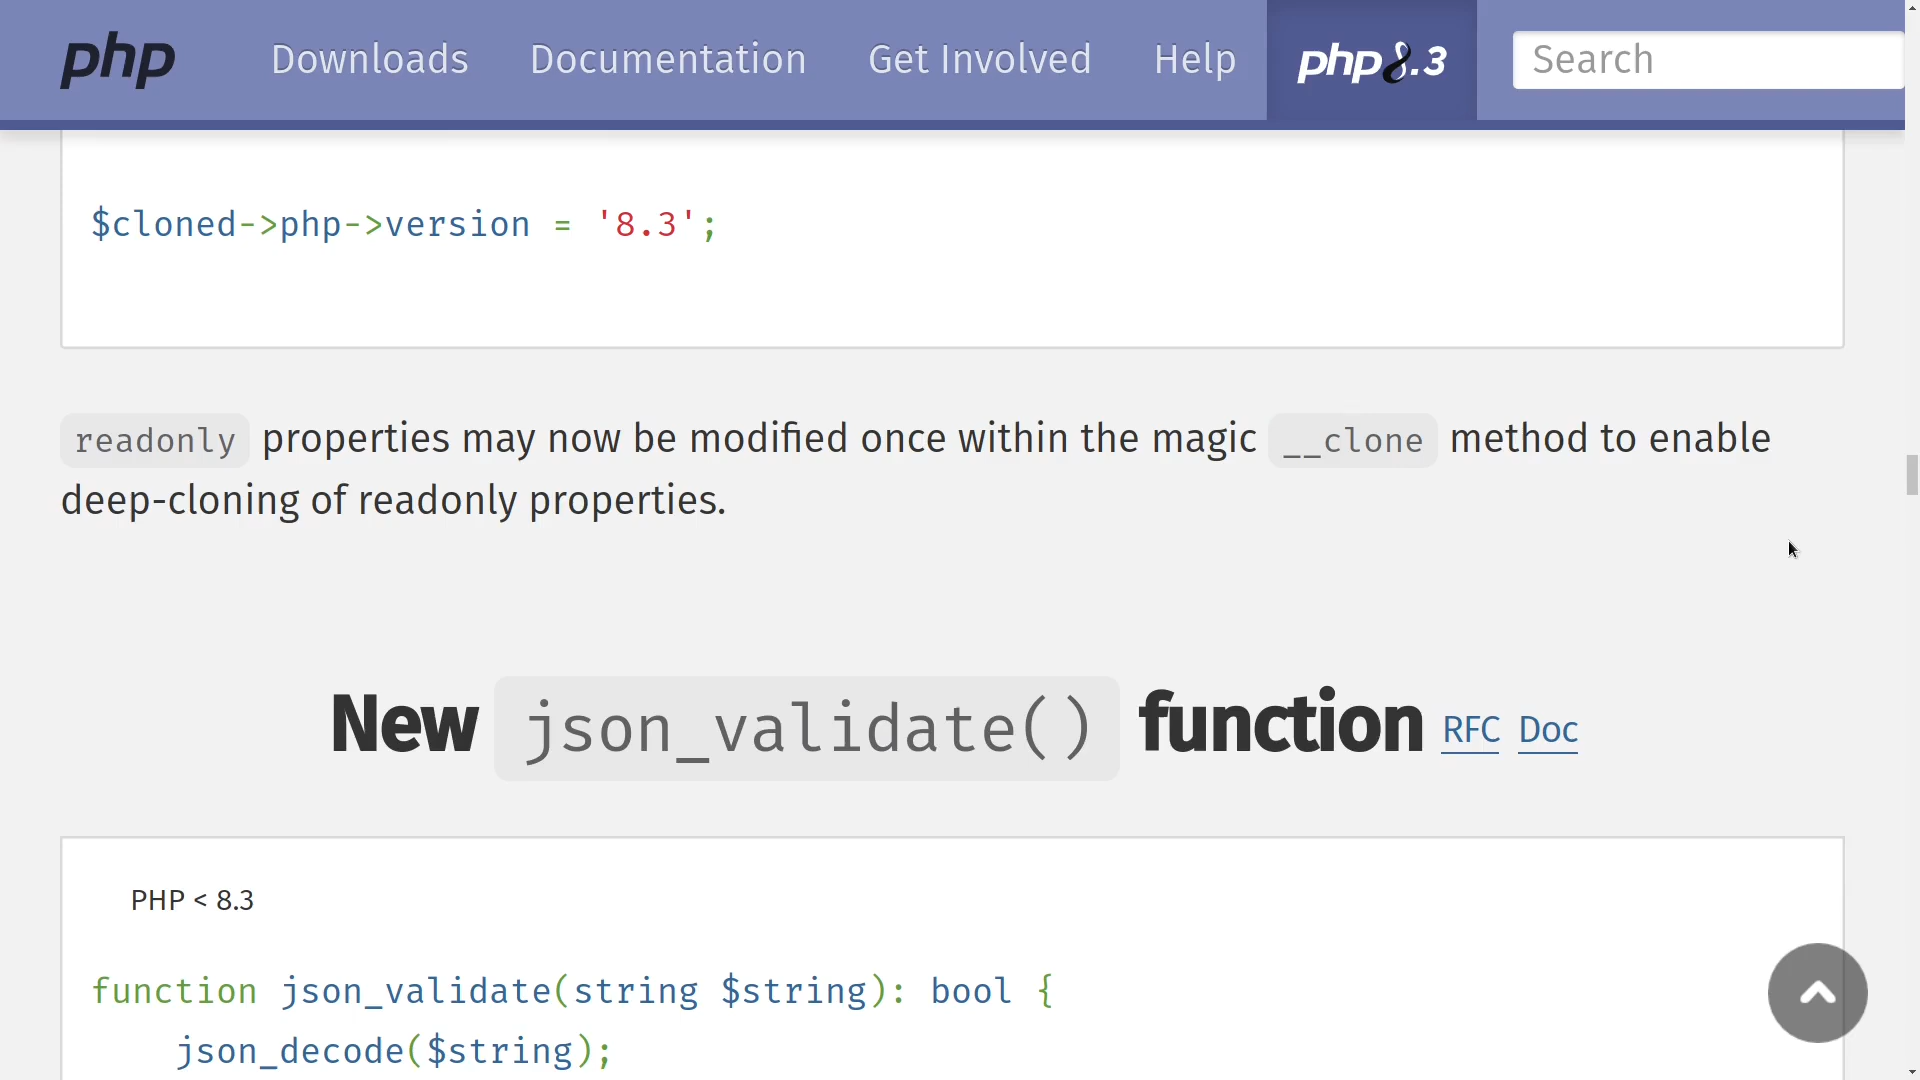 php Downloads Documentation Get Involved Help php8.3 Search
$cloned->php->version = '8.3';
readonly properties may now be modified once within the magic __clone method to enable
deep-cloning of readonly properties.
New json_validate() function RFC Doc
PHP < 8.3
function json_validate(string $string): bool {
    json_decode($string);